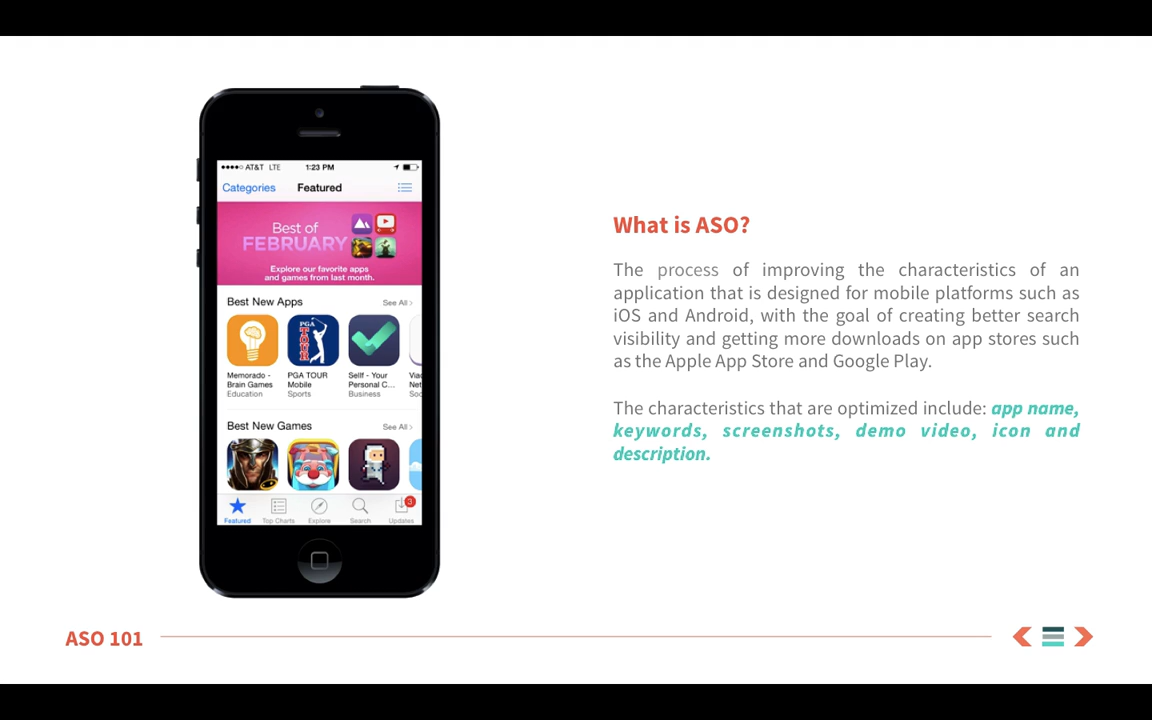 ●●●●○ AT&T LTE 1:23 PM
Categories Featured
Best of
FEBRUARY
Explore our favorite apps
and games from last month.
Best New Apps See All >
Memorado - Brain Games Education
PGA TOUR
PGA TOUR Mobile Sports
Sellf - Your Personal C... Business
Best New Games See All >
3
Featured Top Charts Explore Search Updates
What is ASO?
The process of improving the characteristics of an
application that is designed for mobile platforms such as
iOS and Android, with the goal of creating better search
visibility and getting more downloads on app stores such
as the Apple App Store and Google Play.
The characteristics that are optimized include: app name,
keywords, screenshots, demo video, icon and
description.
ASO 101